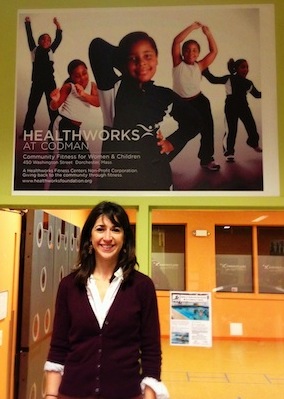 HEALTHWORKS
AT CODMAN
Community Fitness for Women & Children
450 Washington Street Dorchester, Mass.
A Healthworks Fitness Centers Non-Profit Corporation.
Giving back to the community through fitness.
www.healthworksfoundation.org